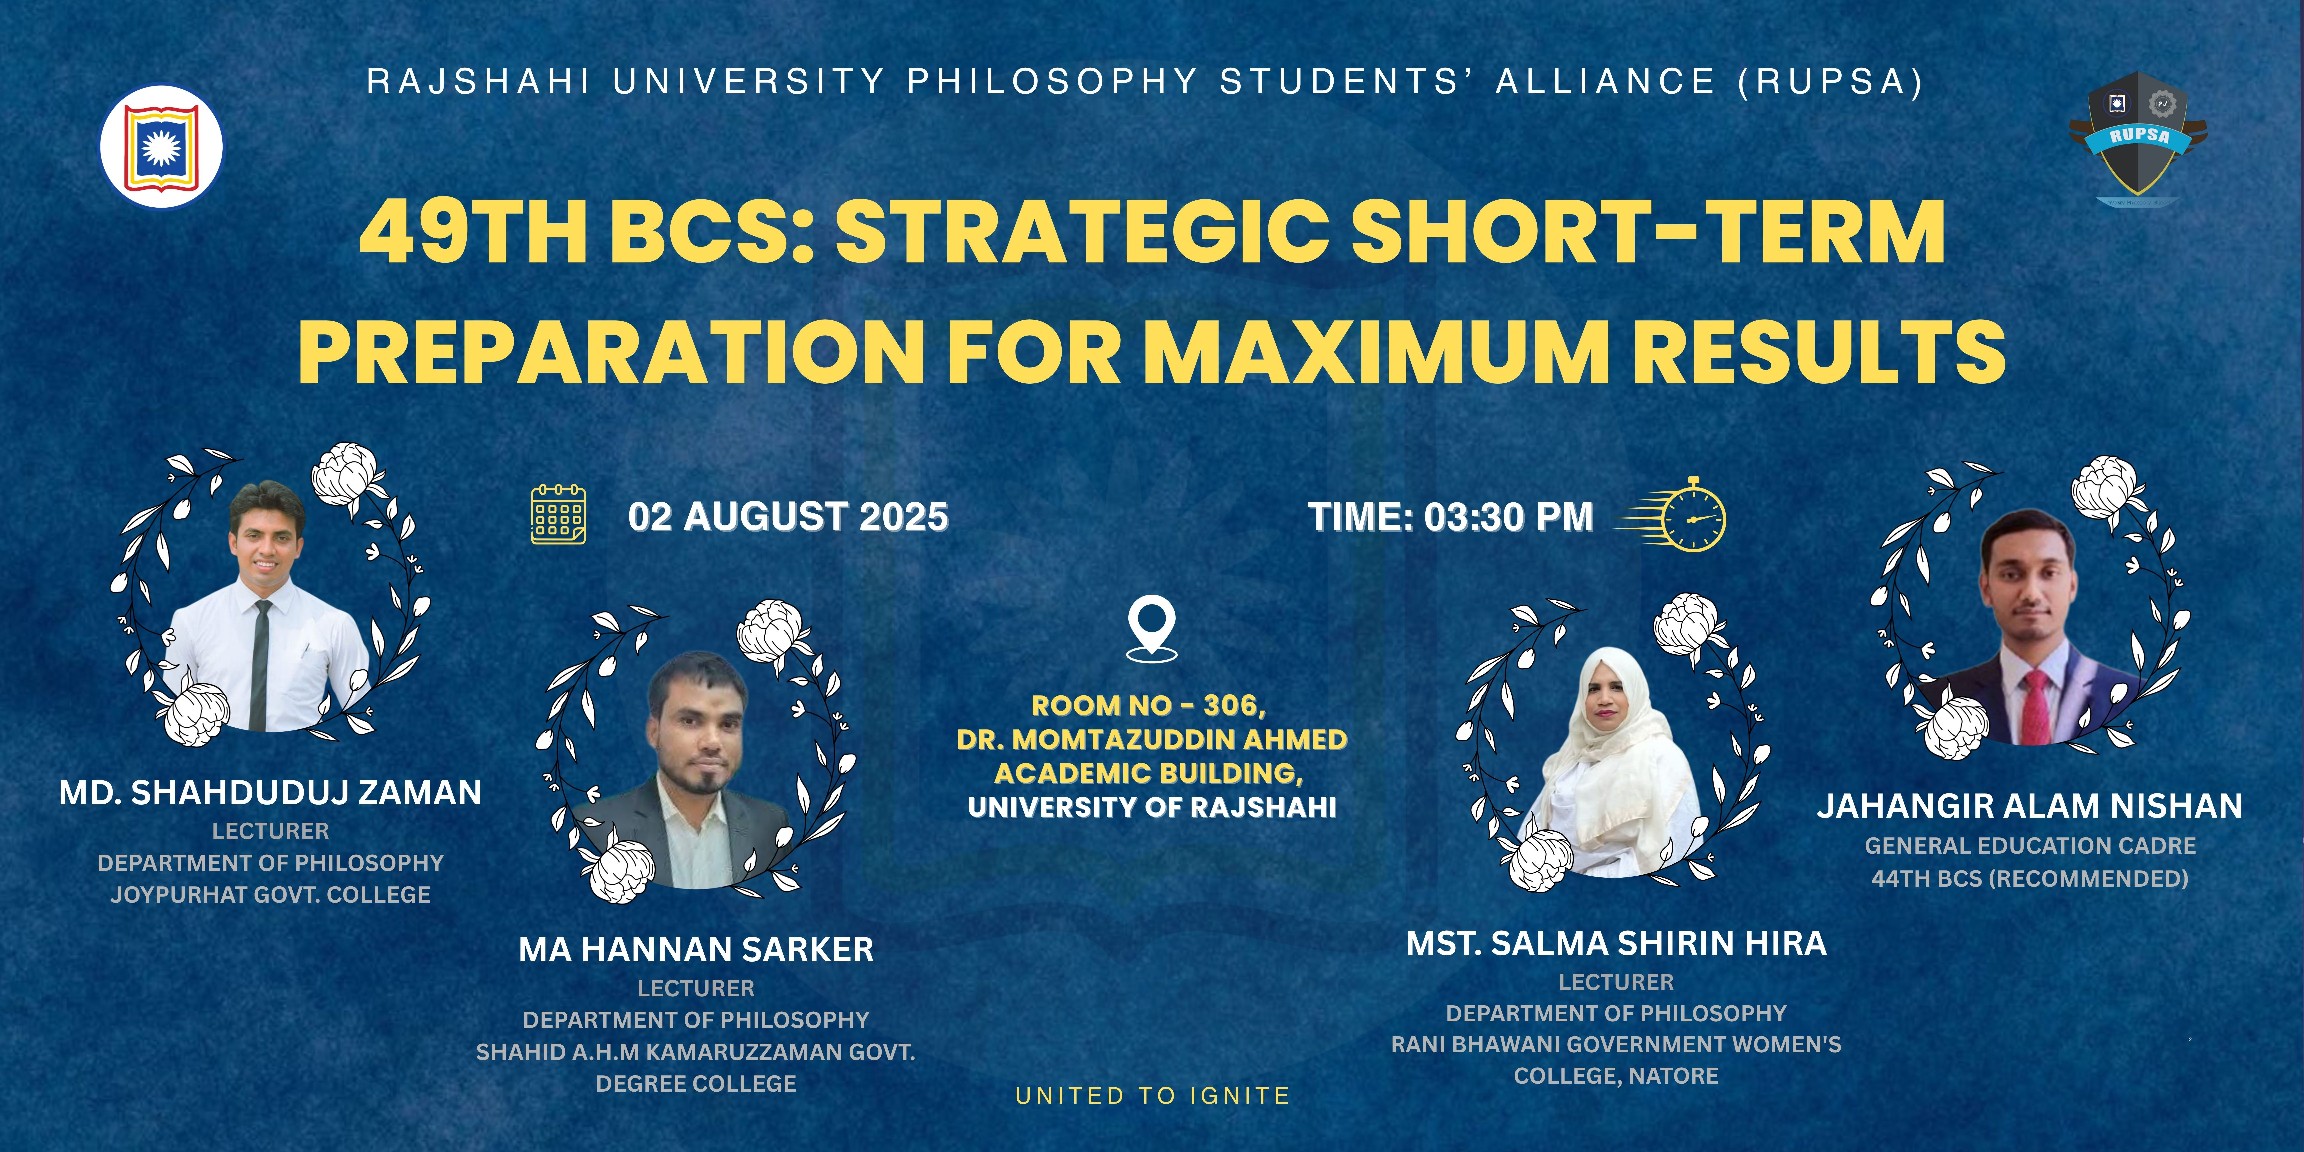 RAJSHAHI UNIVERSITY PHILOSOPHY STUDENTS' ALLIANCE (RUPSA)
RUPSA
49TH BCS: STRATEGIC SHORT-TERM
PREPARATION FOR MAXIMUM RESULTS
02 AUGUST 2025
TIME: 03:30 PM
ROOM NO - 306,
DR. MOMTAZUDDIN AHMED
ACADEMIC BUILDING,
UNIVERSITY OF RAJSHAHI
MD. SHAHDUDUJ ZAMAN
LECTURER
DEPARTMENT OF PHILOSOPHY
JOYPURHAT GOVT. COLLEGE
MA HANNAN SARKER
LECTURER
DEPARTMENT OF PHILOSOPHY
SHAHID A.H.M KAMARUZZAMAN GOVT.
DEGREE COLLEGE
MST. SALMA SHIRIN HIRA
LECTURER
DEPARTMENT OF PHILOSOPHY
RANI BHAWANI GOVERNMENT WOMEN'S
COLLEGE, NATORE
JAHANGIR ALAM NISHAN
GENERAL EDUCATION CADRE
44TH BCS (RECOMMENDED)
UNITED TO IGNITE